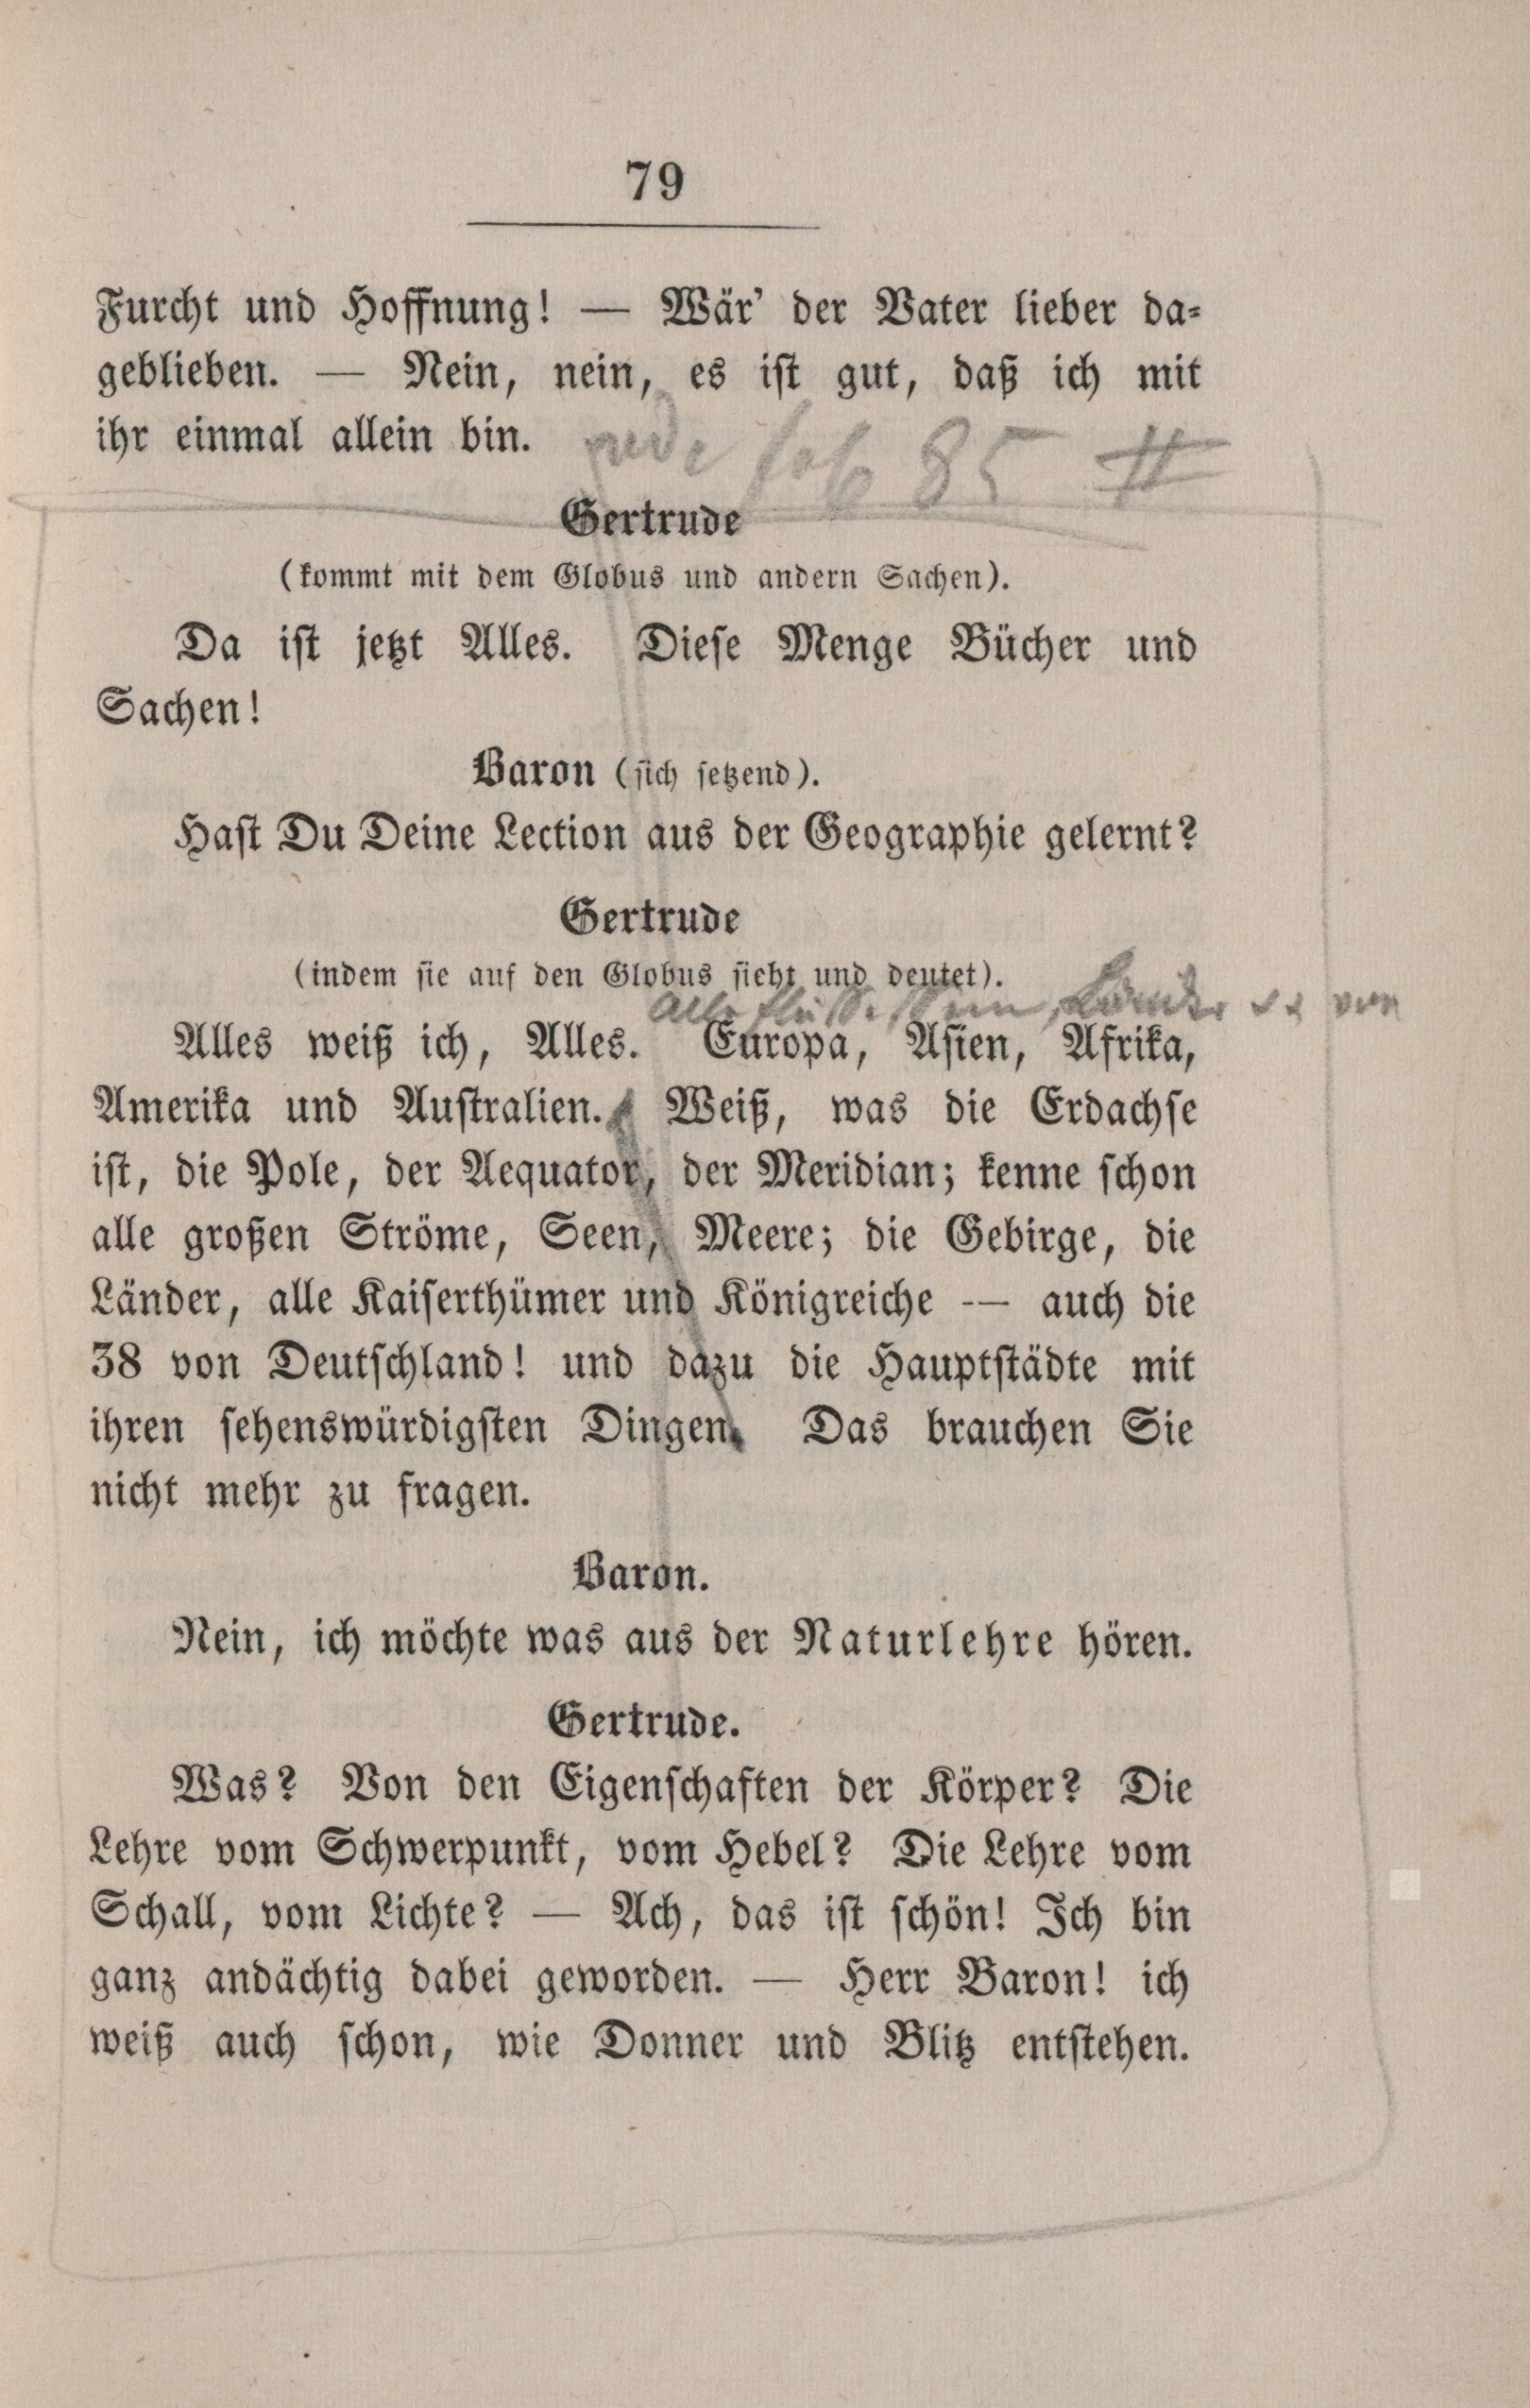 79
Furcht und Hoffnung! — Wär' der Vater lieber da-
geblieben. — Nein, nein, es ist gut, daß ich mit
ihr einmal allein bin.
85 #
Gertrude
(kommt mit dem Globus und andern Sachen).
Da ist jetzt Alles. Diese Menge Bücher und
Sachen!
Baron (sich setzend).
Hast Du Deine Lection aus der Geographie gelernt?
Gertrude
(indem sie auf den Globus sieht und deutet).
alle Flüsse, Länder von
Alles weiß ich, Alles. Europa, Asien, Afrika,
Amerika und Australien. Weiß, was die Erdachse
ist, die Pole, der Aequator, der Meridian; kenne schon
alle großen Ströme, Seen, Meere; die Gebirge, die
Länder, alle Kaiserthümer und Königreiche — auch die
38 von Deutschland! und dazu die Hauptstädte mit
ihren sehenswürdigsten Dingen. Das brauchen Sie
nicht mehr zu fragen.
Baron.
Nein, ich möchte was aus der Naturlehre hören.
Gertrude.
Was? Von den Eigenschaften der Körper? Die
Lehre vom Schwerpunkt, vom Hebel? Die Lehre vom
Schall, vom Lichte? — Ach, das ist schön! Ich bin
ganz andächtig dabei geworden. — Herr Baron! ich
weiß auch schon, wie Donner und Blitz entstehen.